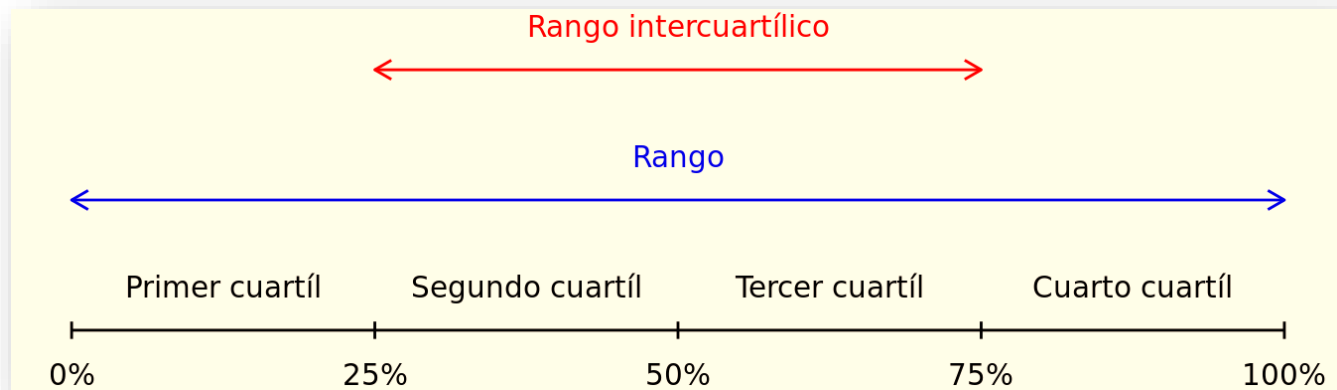 Rango intercuartílico
Rango
Primer cuartíl Segundo cuartíl Tercer cuartíl Cuarto cuartíl
0% 25% 50% 75% 100%